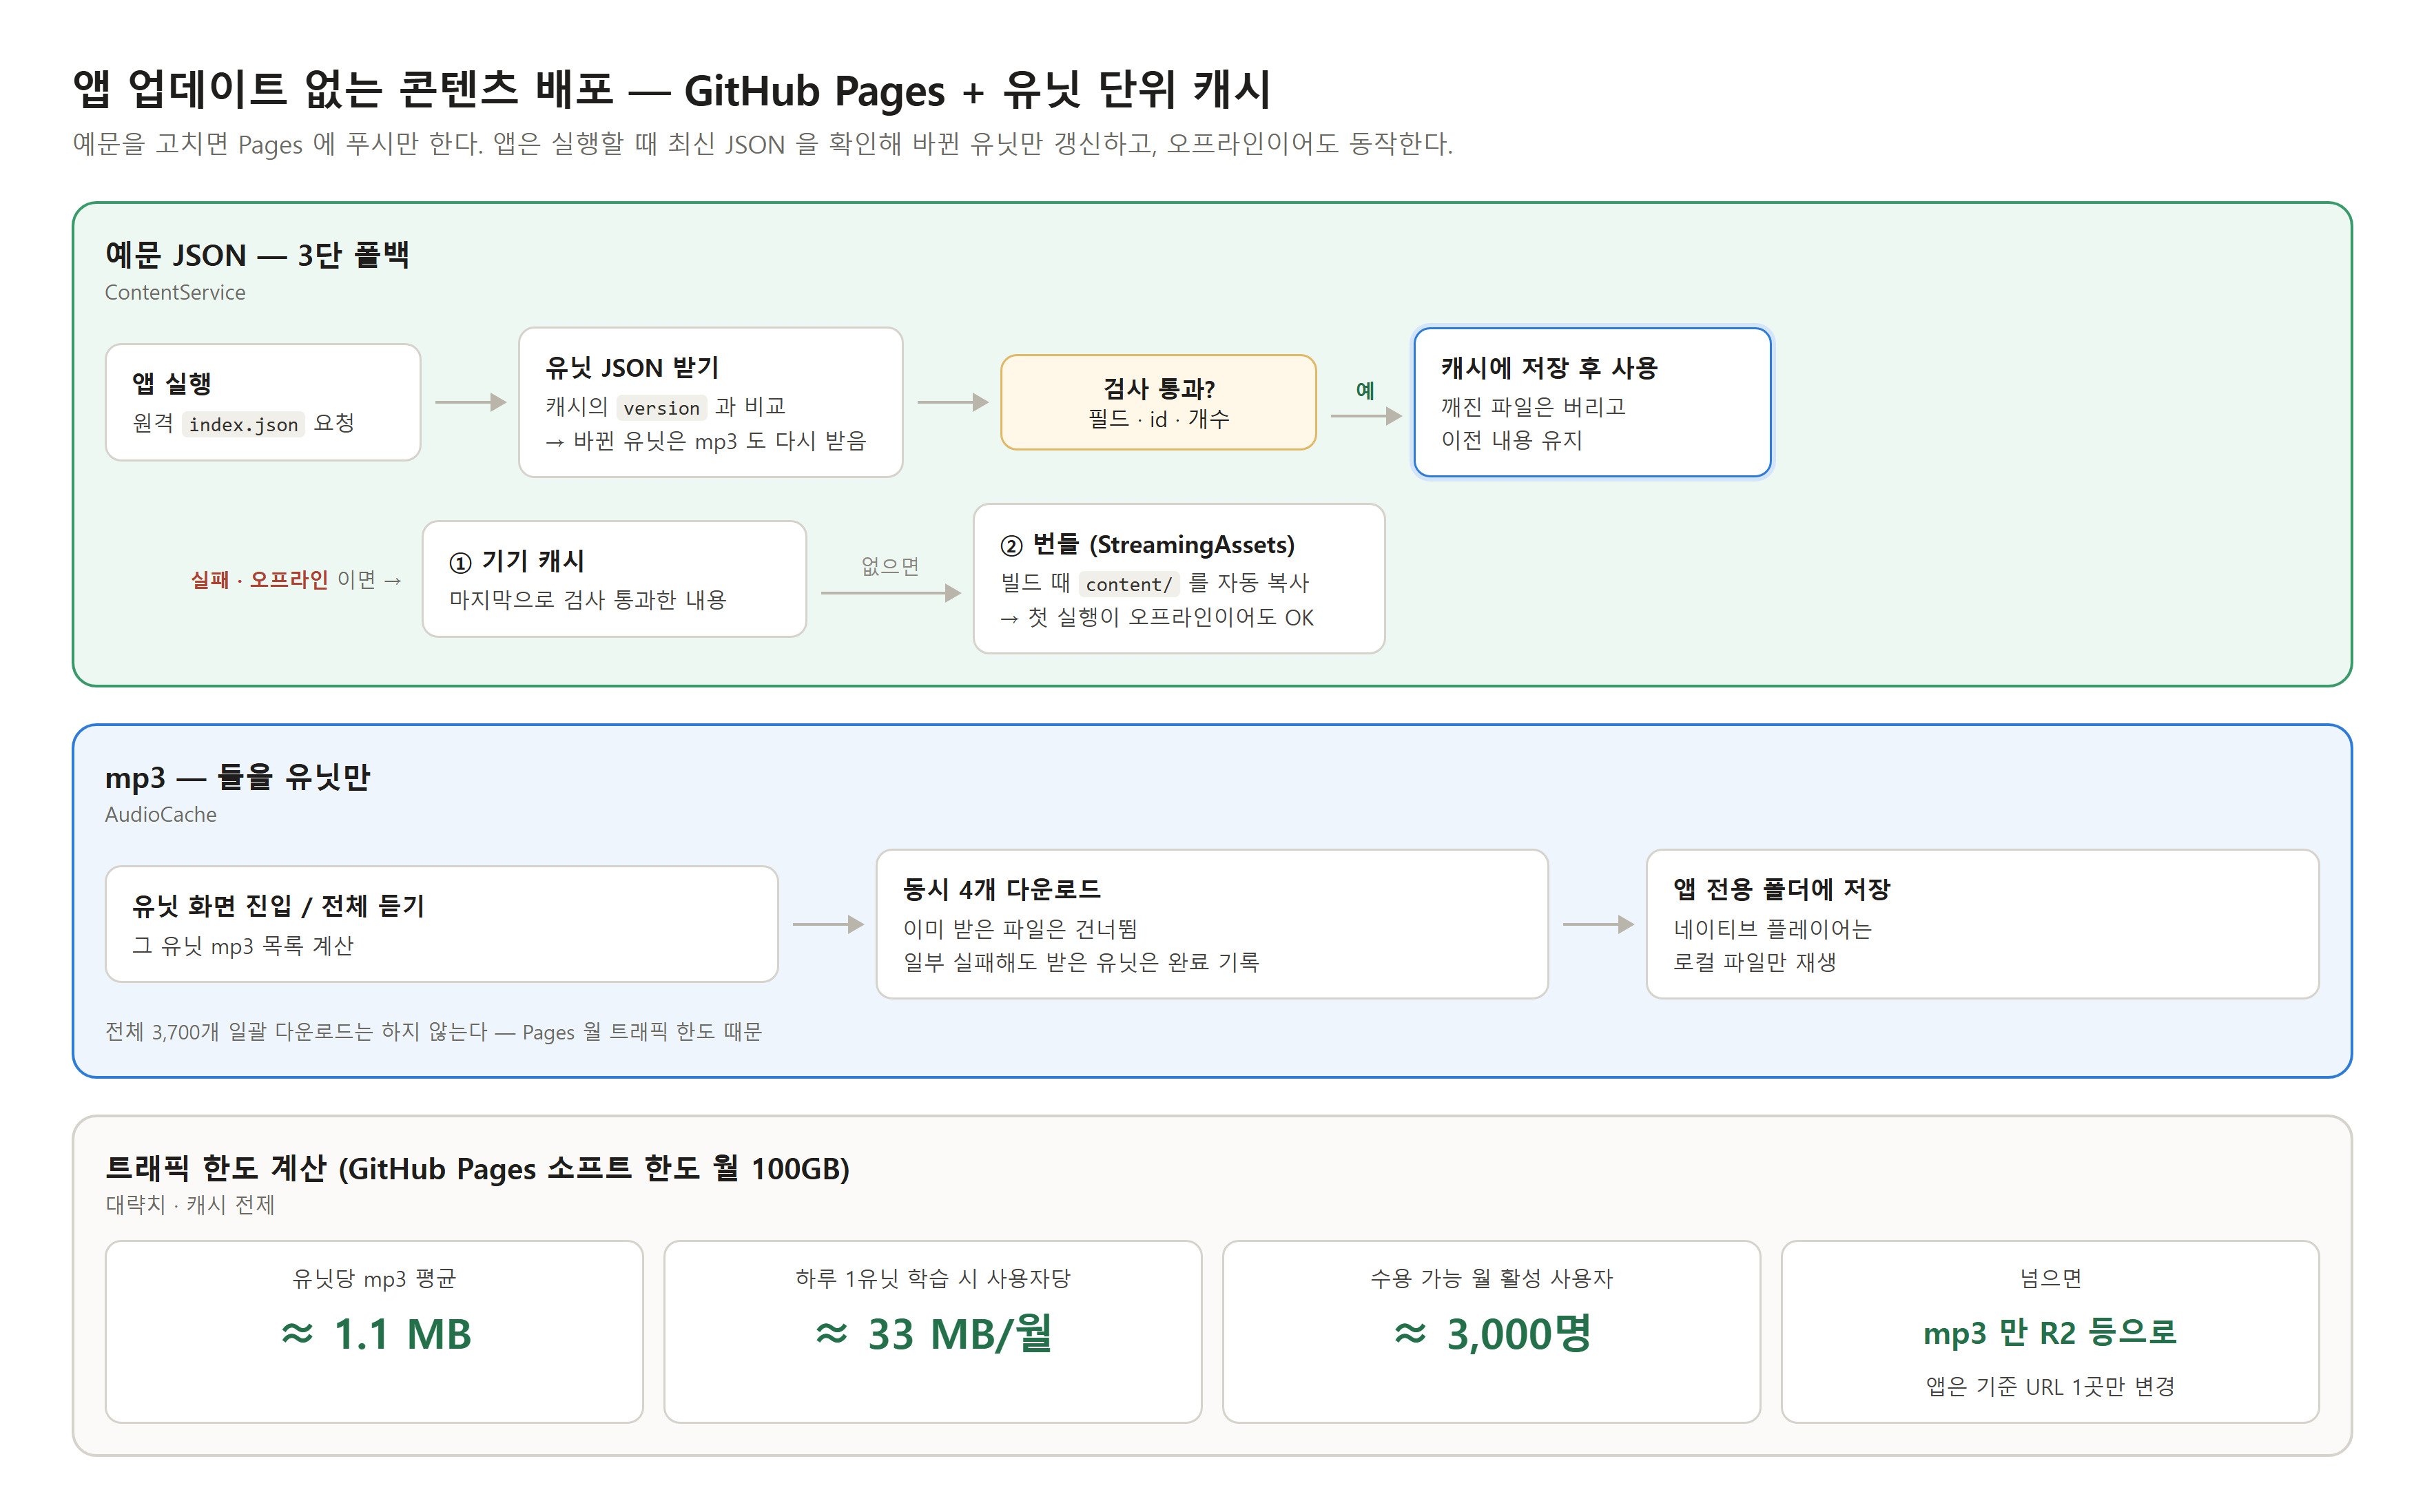 앱 업데이트 없는 콘텐츠 배포 — GitHub Pages + 유닛 단위 캐시
예문을 고치면 Pages 에 푸시만 한다. 앱은 실행할 때 최신 JSON 을 확인해 바뀐 유닛만 갱신하고, 오프라인이어도 동작한다.
예문 JSON — 3단 폴백
ContentService
앱 실행
원격 index.json 요청
유닛 JSON 받기
캐시의 version 과 비교
→ 바뀐 유닛은 mp3 도 다시 받음
검사 통과?
필드 · id · 개수
예
캐시에 저장 후 사용
깨진 파일은 버리고
이전 내용 유지
실패 · 오프라인 이면 →
① 기기 캐시
마지막으로 검사 통과한 내용
없으면
② 번들 (StreamingAssets)
빌드 때 content/ 를 자동 복사
→ 첫 실행이 오프라인이어도 OK
mp3 — 들을 유닛만
AudioCache
유닛 화면 진입 / 전체 듣기
그 유닛 mp3 목록 계산
동시 4개 다운로드
이미 받은 파일은 건너뜀
일부 실패해도 받은 유닛은 완료 기록
앱 전용 폴더에 저장
네이티브 플레이어는
로컬 파일만 재생
전체 3,700개 일괄 다운로드는 하지 않는다 — Pages 월 트래픽 한도 때문
트래픽 한도 계산 (GitHub Pages 소프트 한도 월 100GB)
대략치 · 캐시 전제
유닛당 mp3 평균
≈ 1.1 MB
하루 1유닛 학습 시 사용자당
≈ 33 MB/월
수용 가능 월 활성 사용자
≈ 3,000명
넘으면
mp3 만 R2 등으로
앱은 기준 URL 1곳만 변경